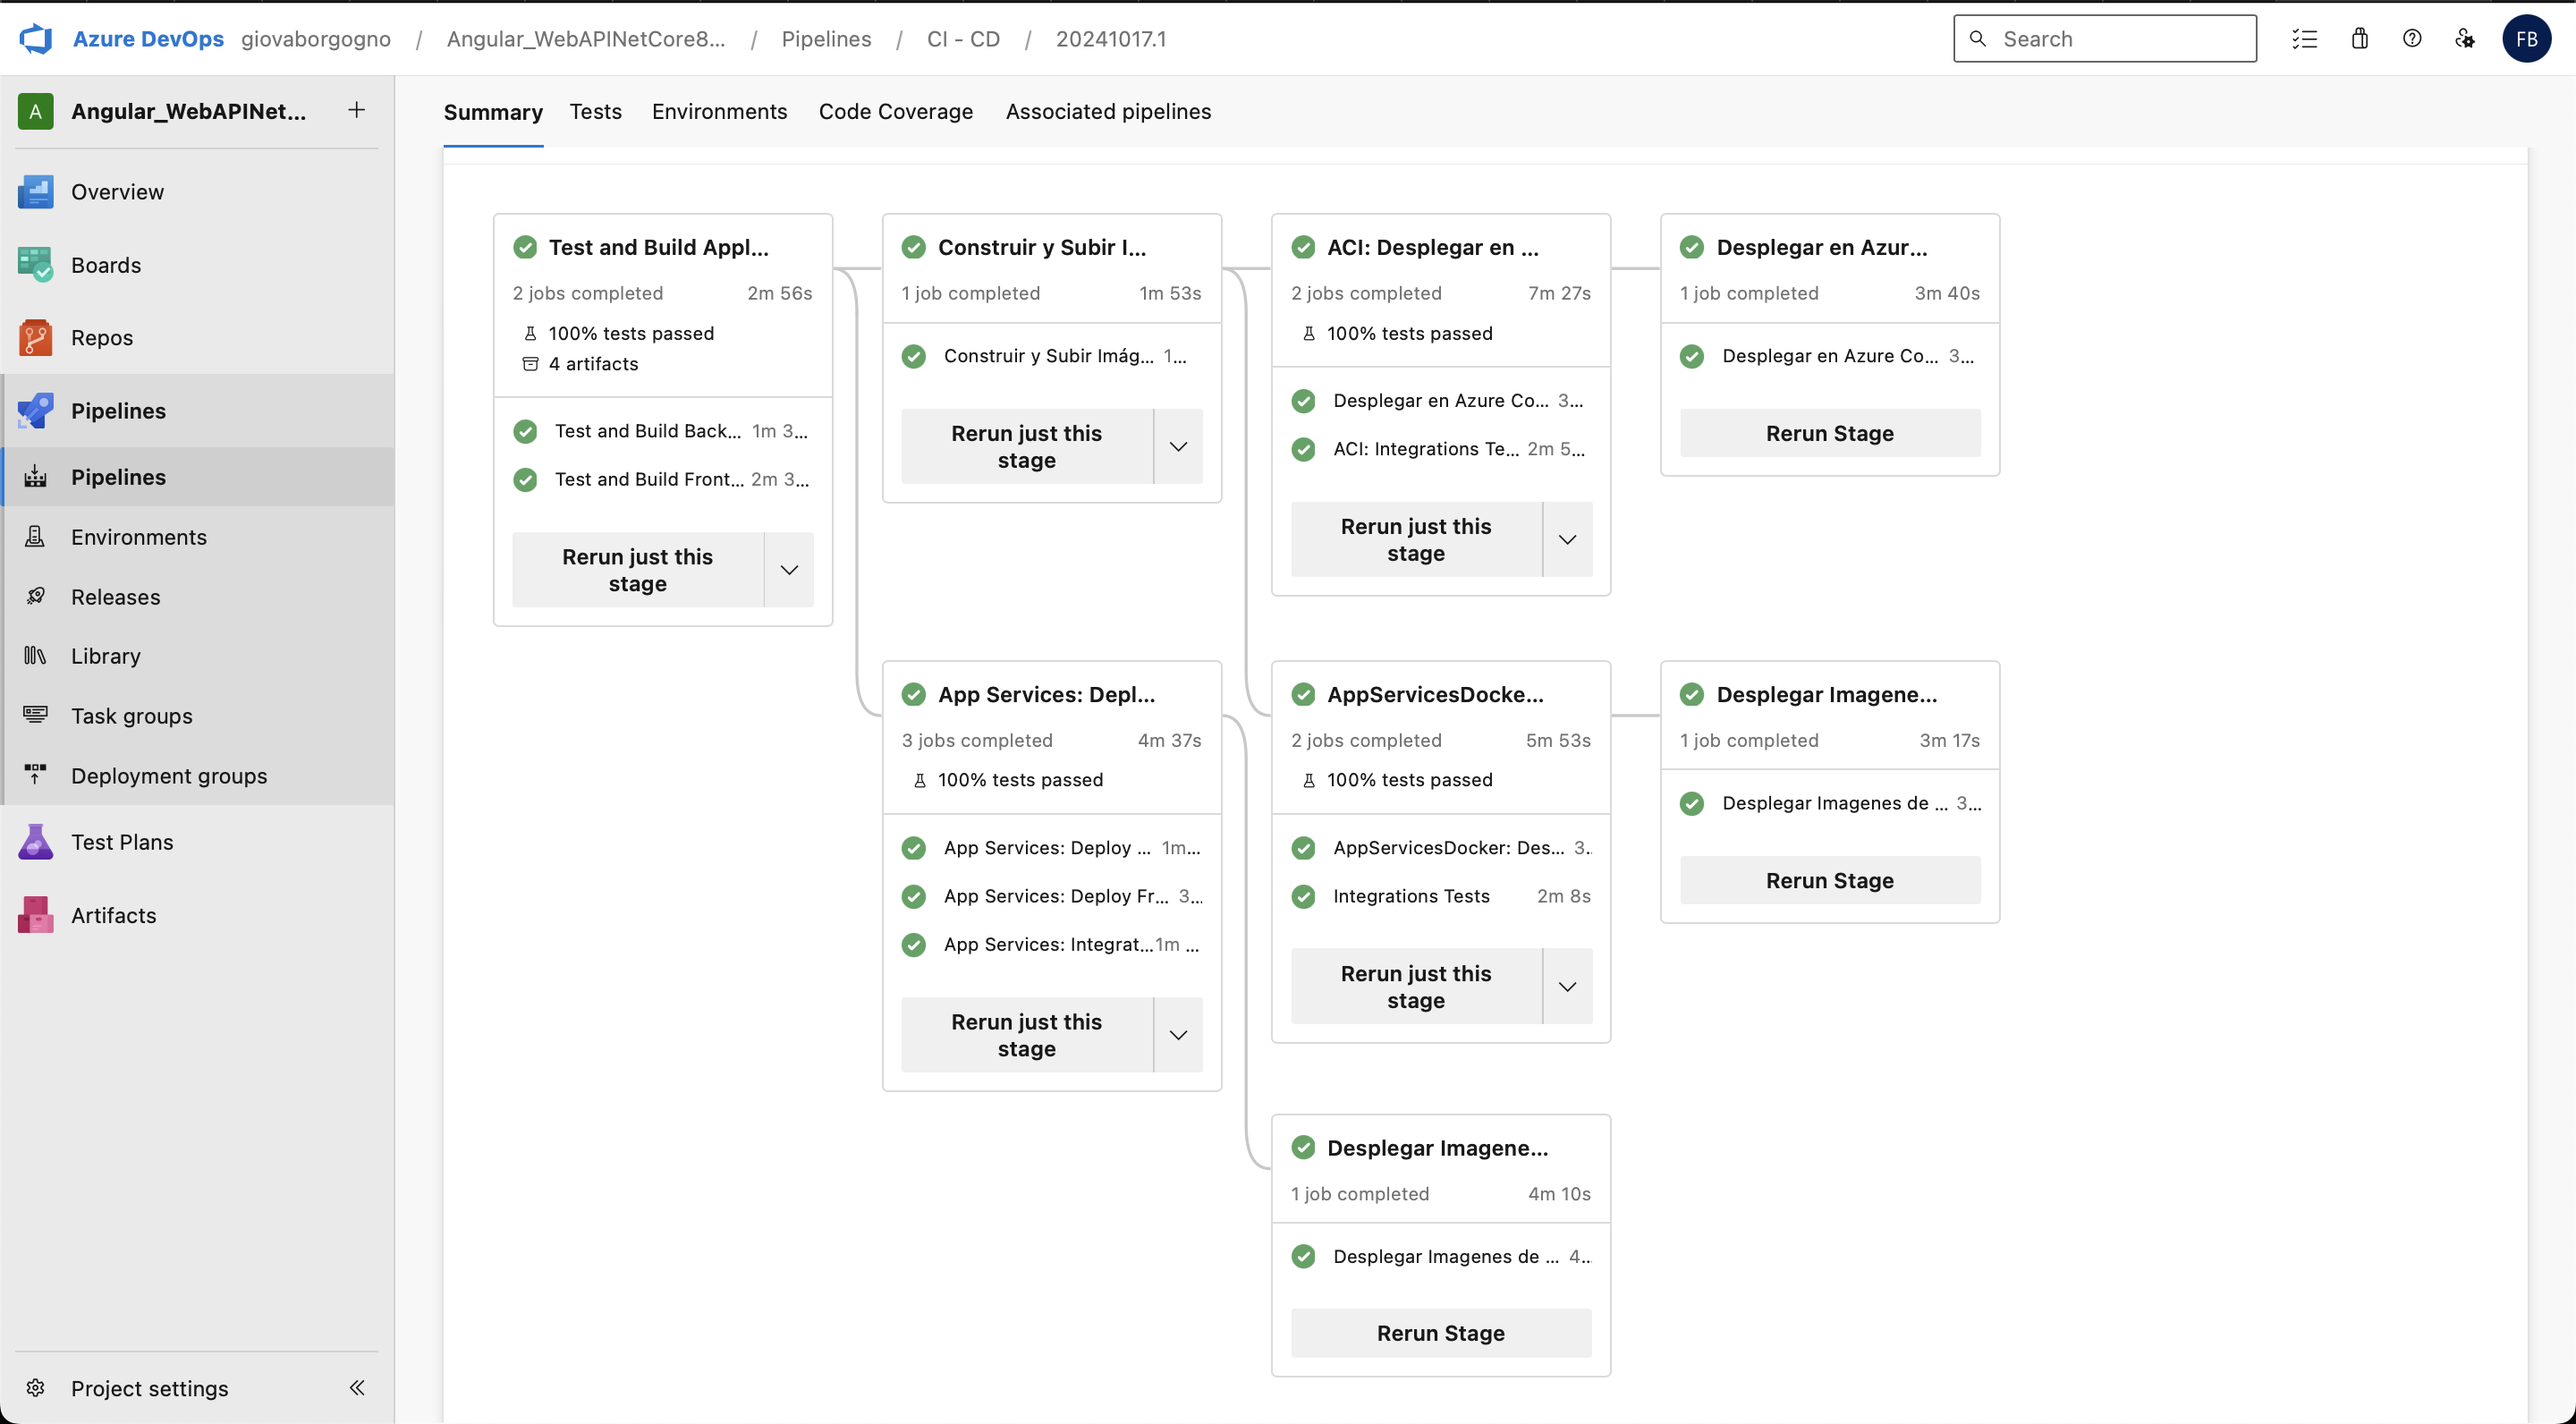 Azure DevOps giovaborgogno / Angular_WebAPINetCore8... / Pipelines / CI - CD / 20241017.1
Search
FB
A Angular_WebAPINet...
Overview
Boards
Repos
Pipelines
Pipelines
Environments
Releases
Library
Task groups
Deployment groups
Test Plans
Artifacts
Project settings
Summary Tests Environments Code Coverage Associated pipelines
Test and Build Appl...
2 jobs completed 2m 56s
100% tests passed
4 artifacts
Test and Build Back... 1m 3...
Test and Build Front... 2m 3...
Rerun just this
stage
Construir y Subir I...
1 job completed 1m 53s
Construir y Subir Imág... 1...
Rerun just this
stage
ACI: Desplegar en ...
2 jobs completed 7m 27s
100% tests passed
Desplegar en Azure Co... 3...
ACI: Integrations Te... 2m 5...
Rerun just this
stage
Desplegar en Azur...
1 job completed 3m 40s
Desplegar en Azure Co... 3...
Rerun Stage
App Services: Depl...
3 jobs completed 4m 37s
100% tests passed
App Services: Deploy ... 1m...
App Services: Deploy Fr... 3...
App Services: Integrat... 1m ...
Rerun just this
stage
AppServicesDocke...
2 jobs completed 5m 53s
100% tests passed
AppServicesDocker: Des... 3..
Integrations Tests 2m 8s
Rerun just this
stage
Desplegar Imagene...
1 job completed 3m 17s
Desplegar Imagenes de ... 3...
Rerun Stage
Desplegar Imagene...
1 job completed 4m 10s
Desplegar Imagenes de ... 4..
Rerun Stage